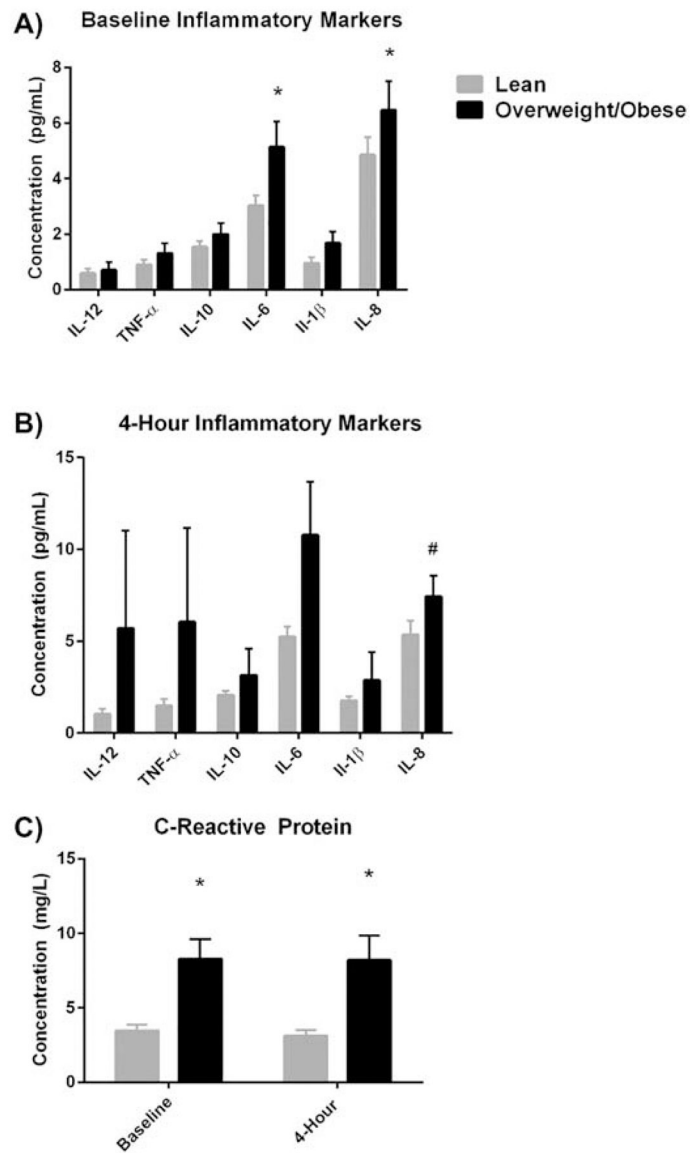 A) Baseline Inflammatory Markers
Concentration (pg/mL)
8
6
4
2
0
* *
IL-12 TNF-α IL-10 IL-6 Il-1β IL-8
Lean
Overweight/Obese
B) 4-Hour Inflammatory Markers
Concentration (pg/mL)
15
10
5
0
#
IL-12 TNF-α IL-10 IL-6 Il-1β IL-8
C) C-Reactive Protein
Concentration (mg/L)
15
10
5
0
* *
Baseline 4-Hour